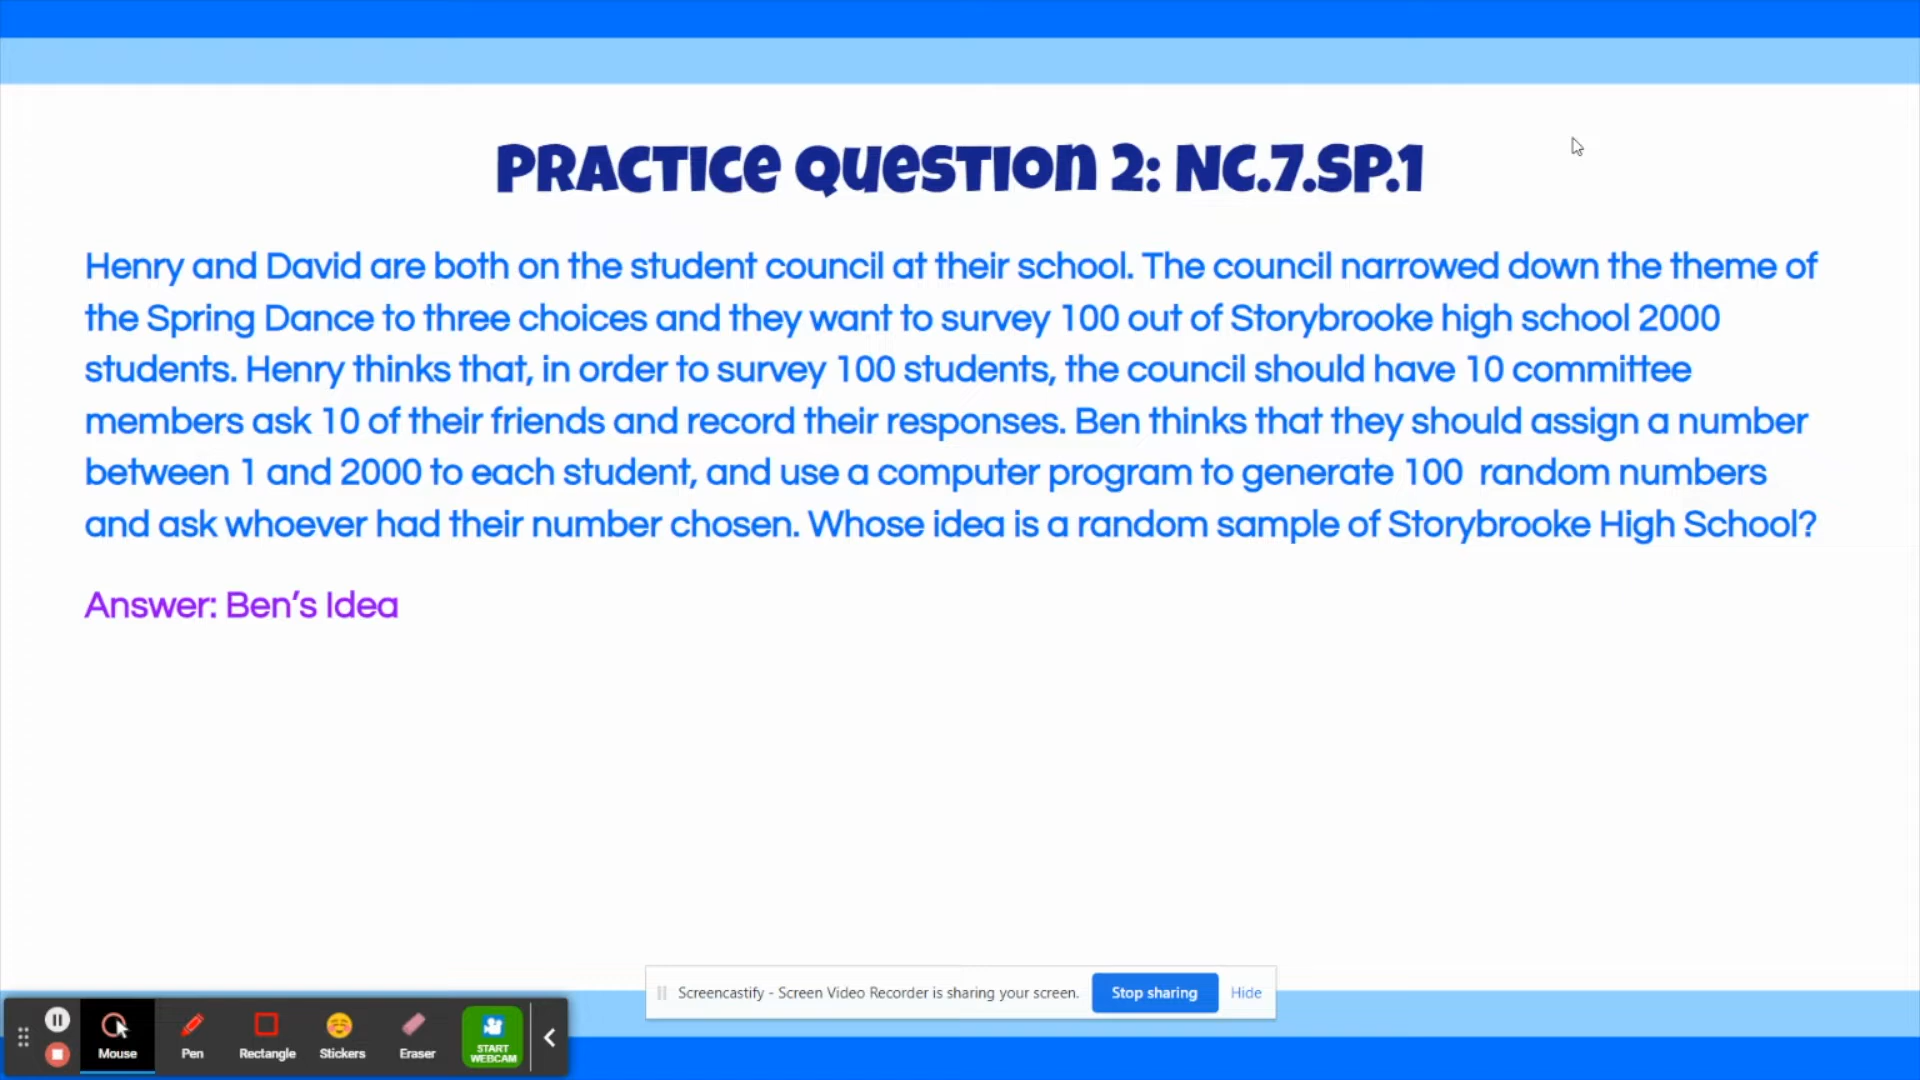 PRACTICE QUESTION 2: NC.7.SP.1
Henry and David are both on the student council at their school. The council narrowed down the theme of
the Spring Dance to three choices and they want to survey 100 out of Storybrooke high school 2000
students. Henry thinks that, in order to survey 100 students, the council should have 10 committee
members ask 10 of their friends and record their responses. Ben thinks that they should assign a number
between 1 and 2000 to each student, and use a computer program to generate 100 random numbers
and ask whoever had their number chosen. Whose idea is a random sample of Storybrooke High School?
Answer: Ben's Idea
Screencastify - Screen Video Recorder is sharing your screen. Stop sharing Hide
Mouse Pen Rectangle Stickers Eraser START
WEBCAM